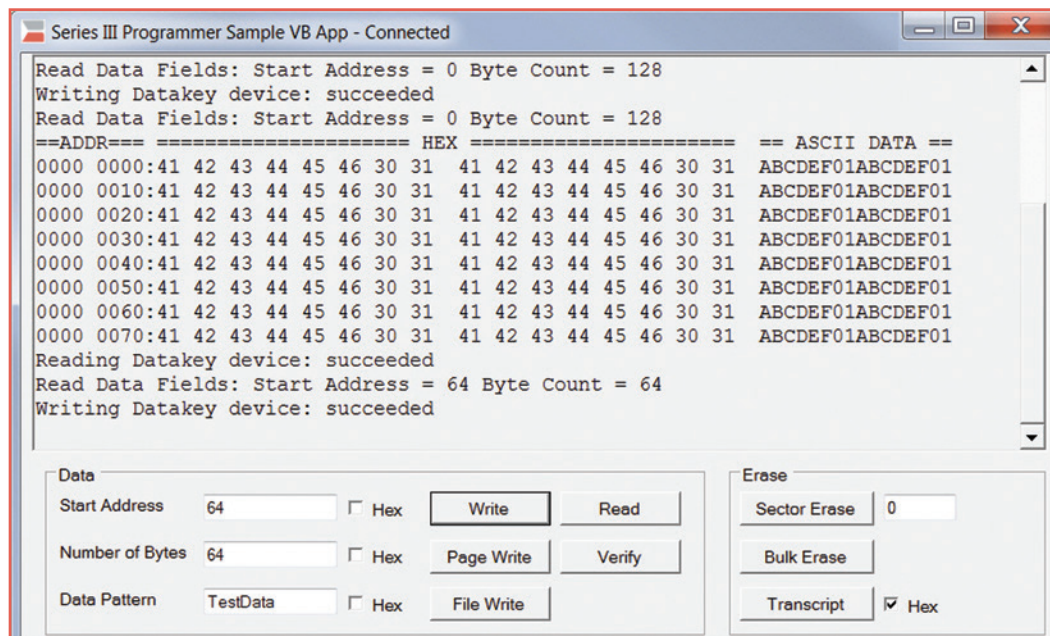 Series III Programmer Sample VB App - Connected
Read Data Fields: Start Address = 0 Byte Count = 128
Writing Datakey device: succeeded
Read Data Fields: Start Address = 0 Byte Count = 128
==ADDR=== ===================== HEX ====================== == ASCII DATA ==
0000 0000:41 42 43 44 45 46 30 31 41 42 43 44 45 46 30 31 ABCDEF01ABCDEF01
0000 0010:41 42 43 44 45 46 30 31 41 42 43 44 45 46 30 31 ABCDEF01ABCDEF01
0000 0020:41 42 43 44 45 46 30 31 41 42 43 44 45 46 30 31 ABCDEF01ABCDEF01
0000 0030:41 42 43 44 45 46 30 31 41 42 43 44 45 46 30 31 ABCDEF01ABCDEF01
0000 0040:41 42 43 44 45 46 30 31 41 42 43 44 45 46 30 31 ABCDEF01ABCDEF01
0000 0050:41 42 43 44 45 46 30 31 41 42 43 44 45 46 30 31 ABCDEF01ABCDEF01
0000 0060:41 42 43 44 45 46 30 31 41 42 43 44 45 46 30 31 ABCDEF01ABCDEF01
0000 0070:41 42 43 44 45 46 30 31 41 42 43 44 45 46 30 31 ABCDEF01ABCDEF01
Reading Datakey device: succeeded
Read Data Fields: Start Address = 64 Byte Count = 64
Writing Datakey device: succeeded
Data Erase
Start Address 64 Hex Write Read Sector Erase 0
Number of Bytes 64 Hex Page Write Verify Bulk Erase
Data Pattern TestData Hex File Write Transcript Hex